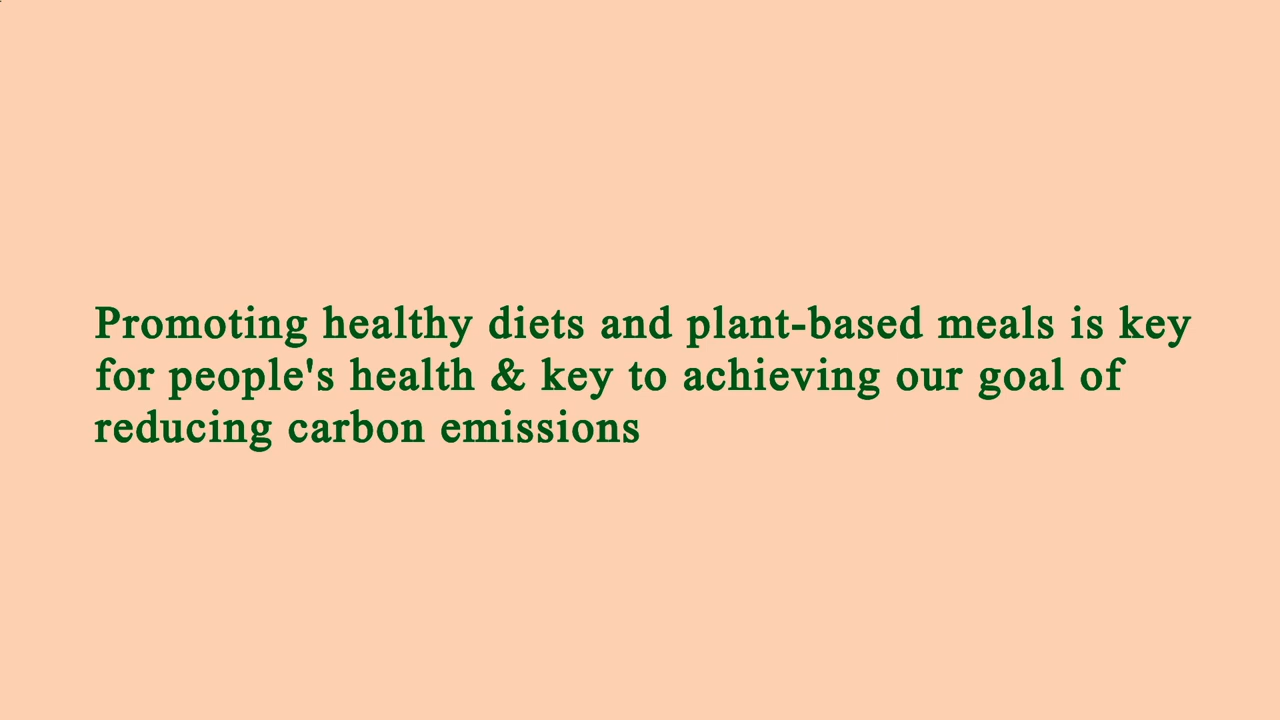 Promoting healthy diets and plant-based meals is key
for people's health & key to achieving our goal of
reducing carbon emissions